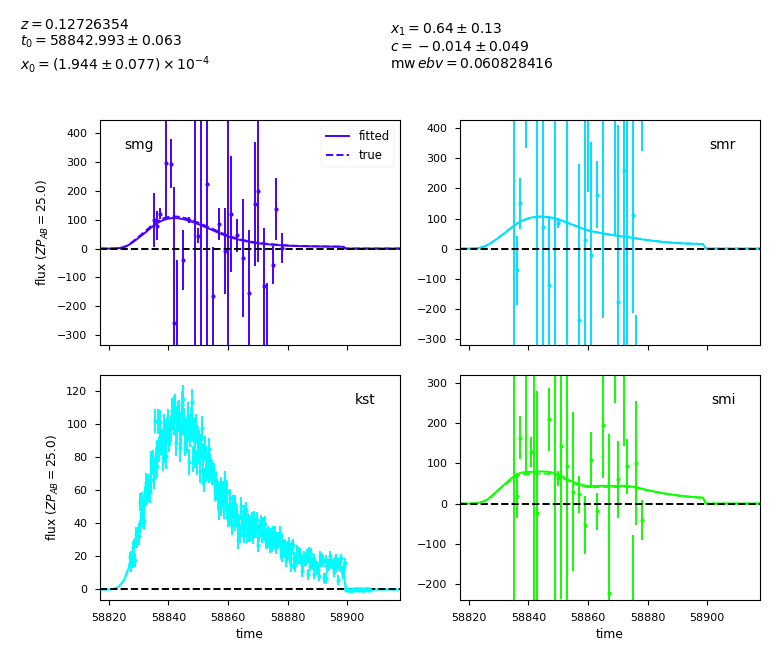 z = 0.12726354
t₀ = 58842.993 ± 0.063
x₀ = (1.944 ± 0.077) × 10⁻⁴
x₁ = 0.64 ± 0.13
c = −0.014 ± 0.049
mw ebv = 0.060828416
smg
fitted
true
400
300
200
100
0
−100
−200
−300
flux (ZP_AB = 25.0)
smr
400
300
200
100
0
−100
−200
−300
kst
120
100
80
60
40
20
0
flux (ZP_AB = 25.0)
58820 58840 58860 58880 58900
time
smi
300
200
100
0
−100
−200
58820 58840 58860 58880 58900
time